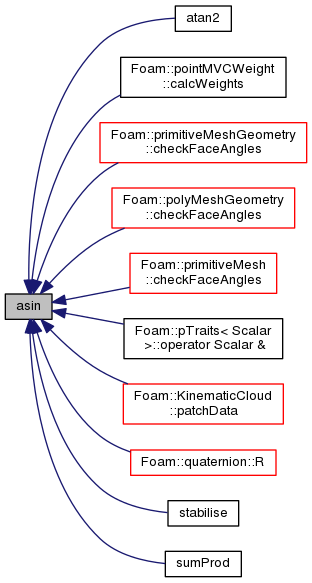 atan2
Foam::pointMVCWeight
::calcWeights
Foam::primitiveMeshGeometry
::checkFaceAngles
Foam::polyMeshGeometry
::checkFaceAngles
Foam::primitiveMesh
::checkFaceAngles
asin
Foam::pTraits< Scalar
>::operator Scalar &
Foam::KinematicCloud
::patchData
Foam::quaternion::R
stabilise
sumProd